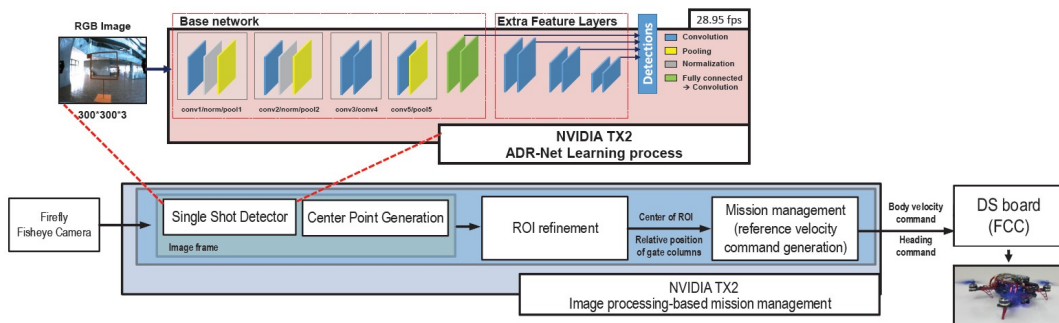 RGB Image
300*300*3
Base network
Extra Feature Layers
28.95 fps
conv1/norm/pool1
conv2/norm/pool2
conv3/conv4
conv5/pool5
Detections
Convolution
Pooling
Normalization
Fully connected
→ Convolution
NVIDIA TX2
ADR-Net Learning process
Firefly
Fisheye Camera
Single Shot Detector
Center Point Generation
Image frame
ROI refinement
Center of ROI
Relative position
of gate columns
Mission management
(reference velocity
command generation)
Body velocity
command
Heading
command
DS board
(FCC)
NVIDIA TX2
Image processing-based mission management